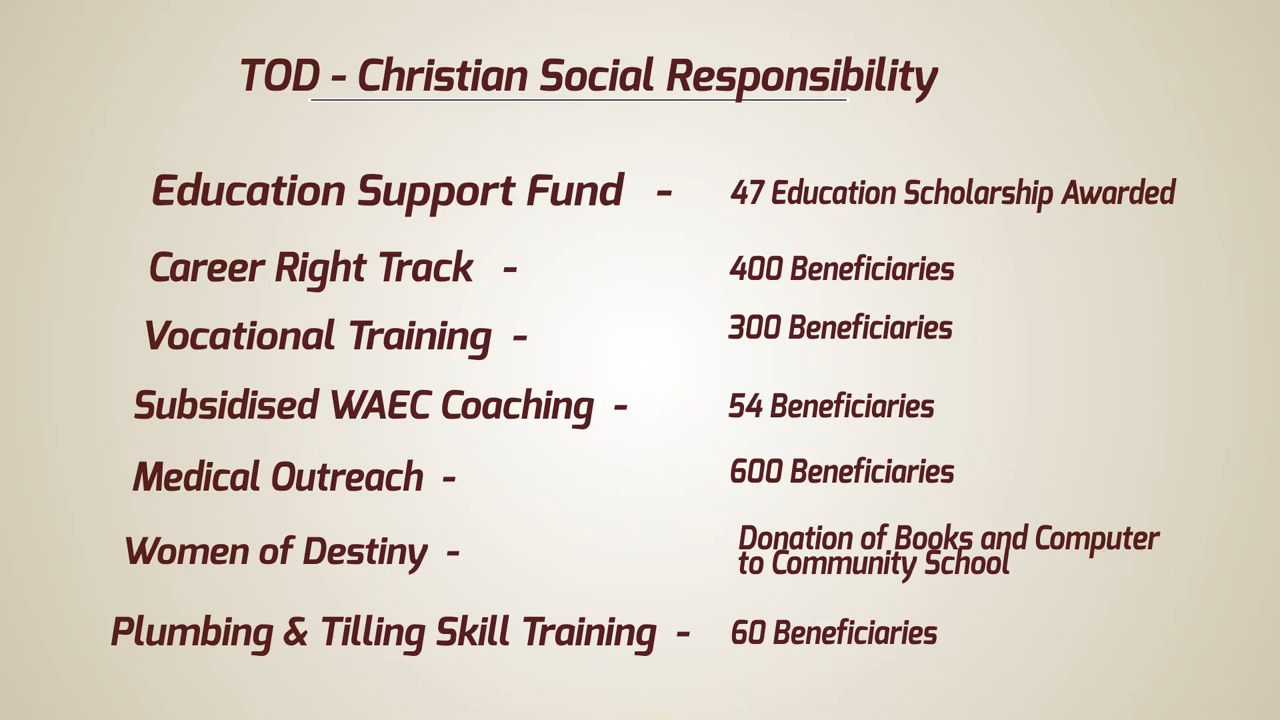 TOD - Christian Social Responsibility
Education Support Fund - 47 Education Scholarship Awarded
Career Right Track - 400 Beneficiaries
Vocational Training - 300 Beneficiaries
Subsidised WAEC Coaching - 54 Beneficiaries
Medical Outreach - 600 Beneficiaries
Women of Destiny - Donation of Books and Computer
to Community School
Plumbing & Tilling Skill Training - 60 Beneficiaries